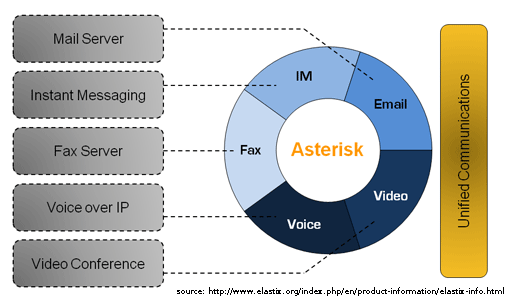 Mail Server
Instant Messaging
Fax Server
Voice over IP
Video Conference
IM
Email
Fax
Asterisk
Video
Voice
Unified Communications
source: http://www.elastix.org/index.php/en/product-information/elastix-info.html